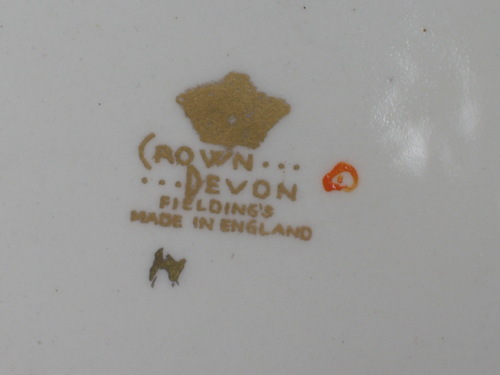 CROWN...
...DEVON
FIELDING'S
MADE IN ENGLAND